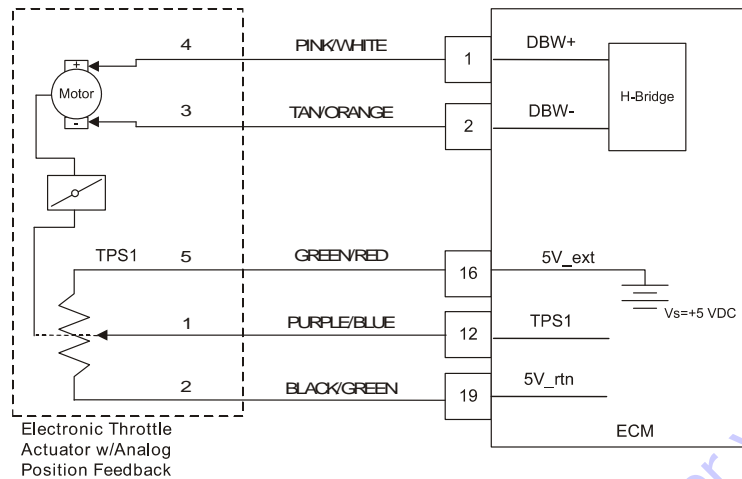 4 PINK/WHITE 1 DBW+
+
Motor
-
H-Bridge
3 TAN/ORANGE 2 DBW-
TPS1 5 GREEN/RED 16 5V_ext
Vs=+5 VDC
1 PURPLE/BLUE 12 TPS1
2 BLACK/GREEN 19 5V_rtn
ECM
Electronic Throttle
Actuator w/Analog
Position Feedback